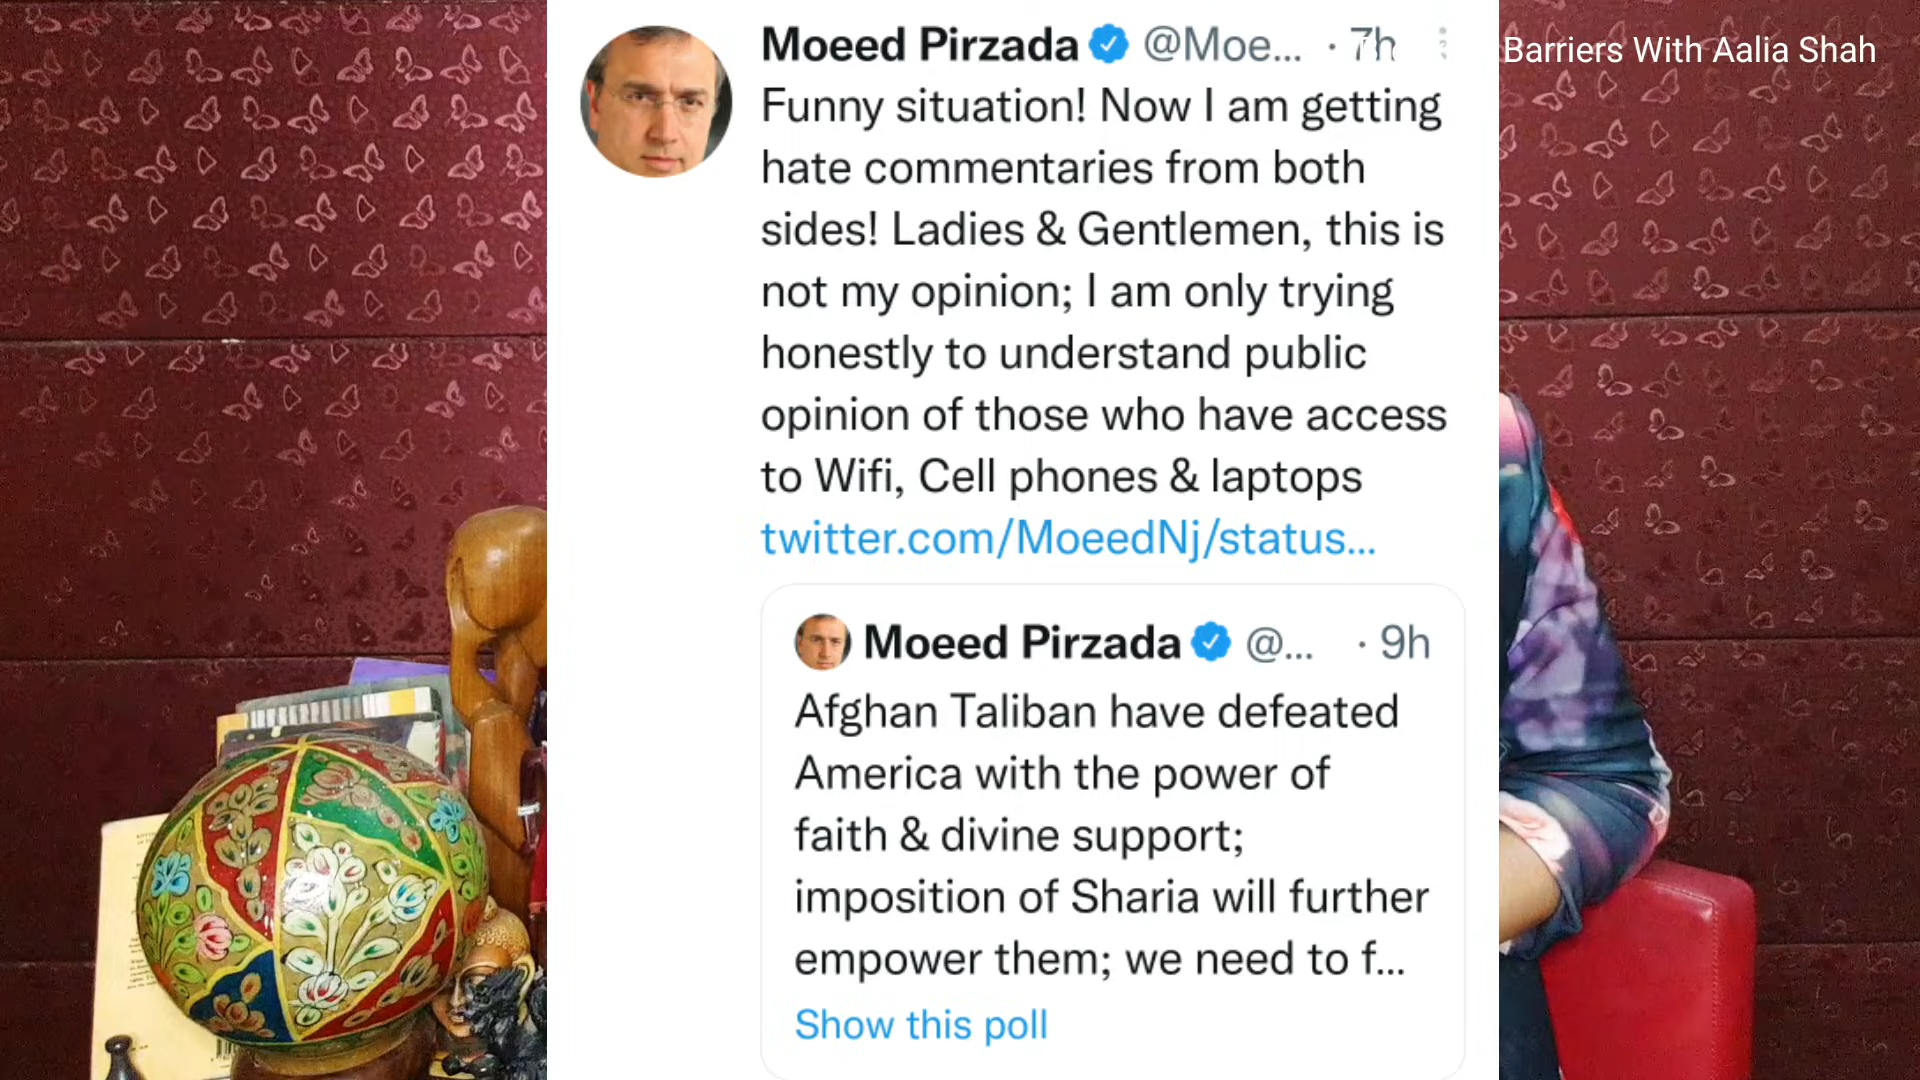 Moeed Pirzada @Moe... · 7h
Barriers With Aalia Shah
Funny situation! Now I am getting
hate commentaries from both
sides! Ladies & Gentlemen, this is
not my opinion; I am only trying
honestly to understand public
opinion of those who have access
to Wifi, Cell phones & laptops
twitter.com/MoeedNj/status...
Moeed Pirzada @... · 9h
Afghan Taliban have defeated
America with the power of
faith & divine support;
imposition of Sharia will further
empower them; we need to f...
Show this poll